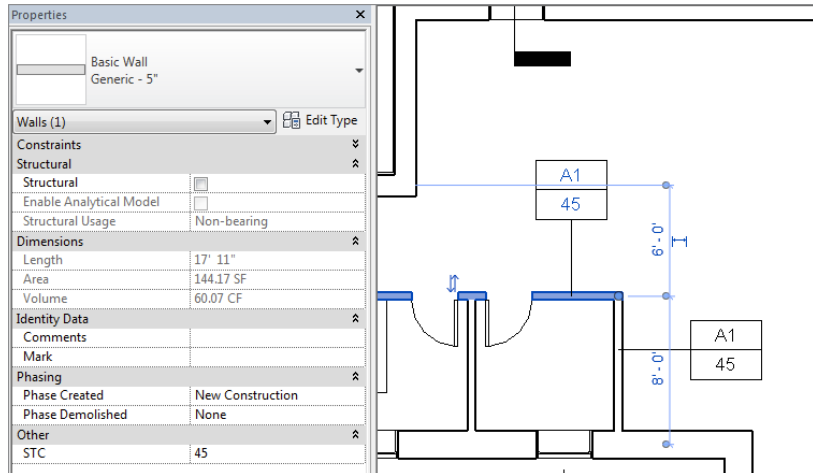 Properties
Basic Wall
Generic - 5"
Walls (1)
Edit Type
Constraints
Structural
Structural
Enable Analytical Model
Structural Usage Non-bearing
Dimensions
Length 17' 11"
Area 144.17 SF
Volume 60.07 CF
Identity Data
Comments
Mark
Phasing
Phase Created New Construction
Phase Demolished None
Other
STC 45
A1
45
6' - 0"
A1
45
8' - 0"